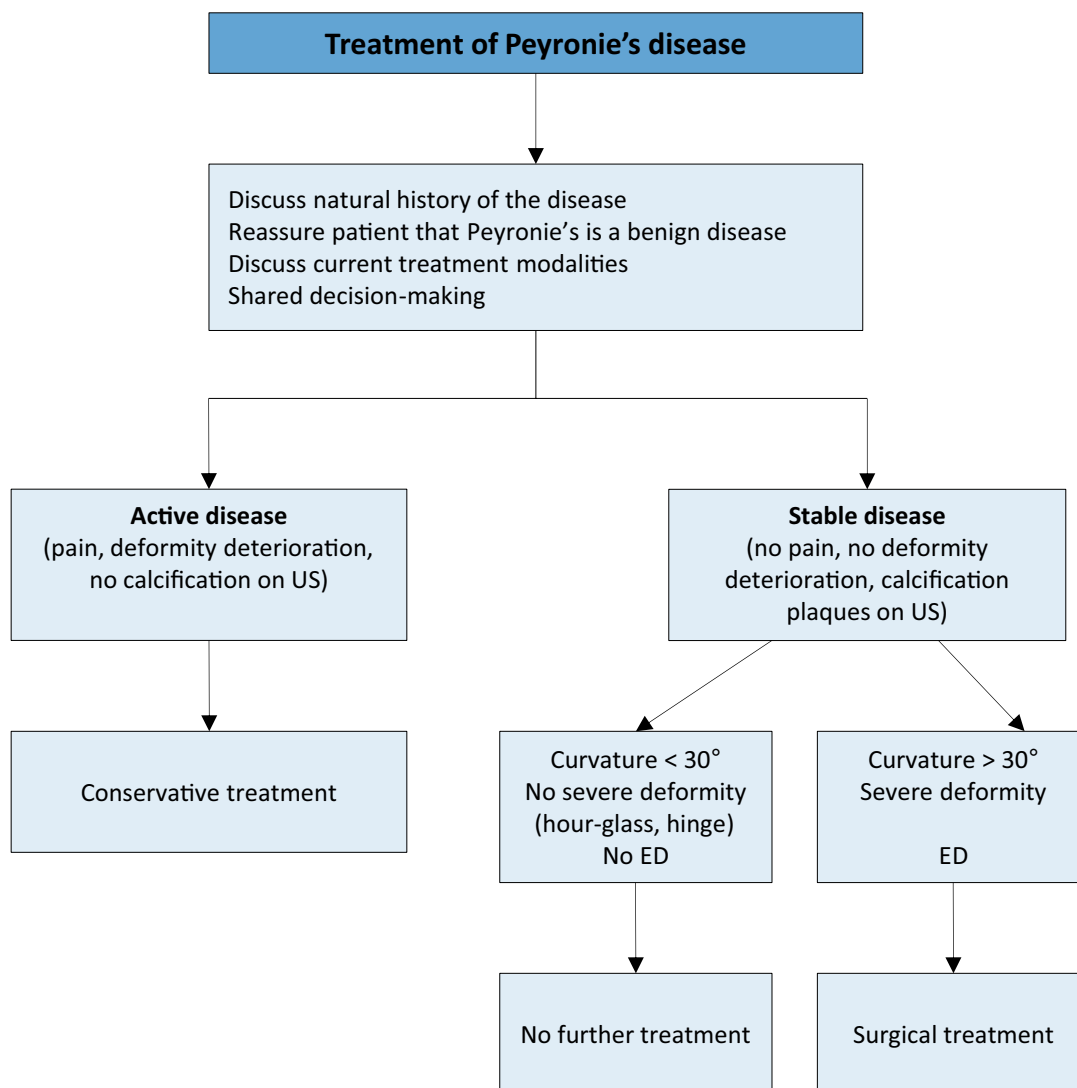 Treatment of Peyronie’s disease
Discuss natural history of the disease
Reassure patient that Peyronie’s is a benign disease
Discuss current treatment modalities
Shared decision-making
Active disease
(pain, deformity deterioration,
no calcification on US)
Stable disease
(no pain, no deformity
deterioration, calcification
plaques on US)
Conservative treatment
Curvature < 30°
No severe deformity
(hour-glass, hinge)
No ED
Curvature > 30°
Severe deformity
ED
No further treatment
Surgical treatment